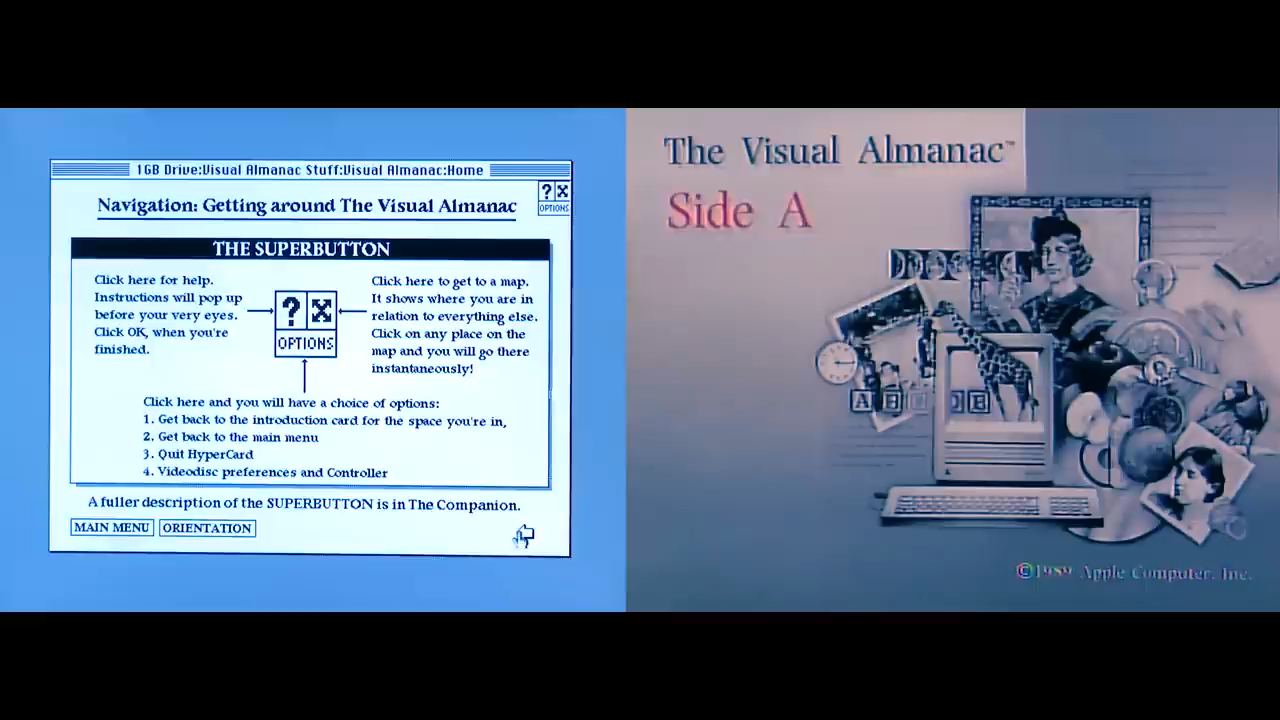 1GB Drive:Visual Almanac Stuff:Visual Almanac:Home
Navigation: Getting around The Visual Almanac
? 
OPTIONS
THE SUPERBUTTON
Click here for help.
Instructions will pop up
before your very eyes.
Click OK, when you're
finished.
?
OPTIONS
Click here to get to a map.
It shows where you are in
relation to everything else.
Click on any place on the
map and you will go there
instantaneously!
Click here and you will have a choice of options:
1. Get back to the introduction card for the space you're in,
2. Get back to the main menu
3. Quit HyperCard
4. Videodisc preferences and Controller
A fuller description of the SUPERBUTTON is in The Companion.
MAIN MENU ORIENTATION
The Visual Almanac™
Side A
A B C D E
©1989 Apple Computer, Inc.